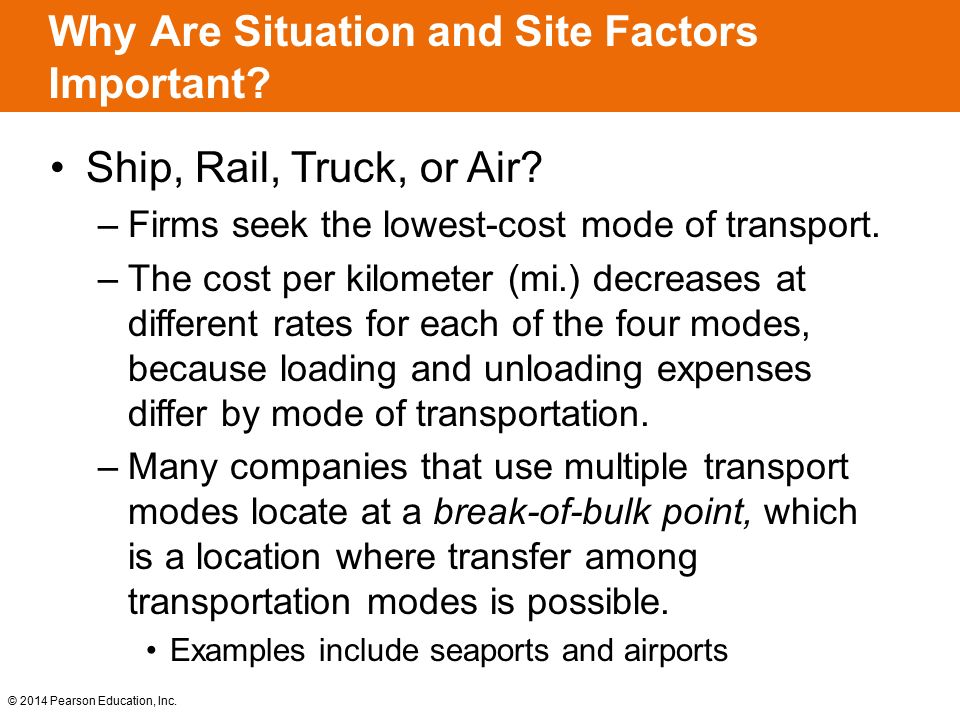 Why Are Situation and Site Factors
Important?
• Ship, Rail, Truck, or Air?
– Firms seek the lowest-cost mode of transport.
– The cost per kilometer (mi.) decreases at
different rates for each of the four modes,
because loading and unloading expenses
differ by mode of transportation.
– Many companies that use multiple transport
modes locate at a break-of-bulk point, which
is a location where transfer among
transportation modes is possible.
• Examples include seaports and airports
© 2014 Pearson Education, Inc.